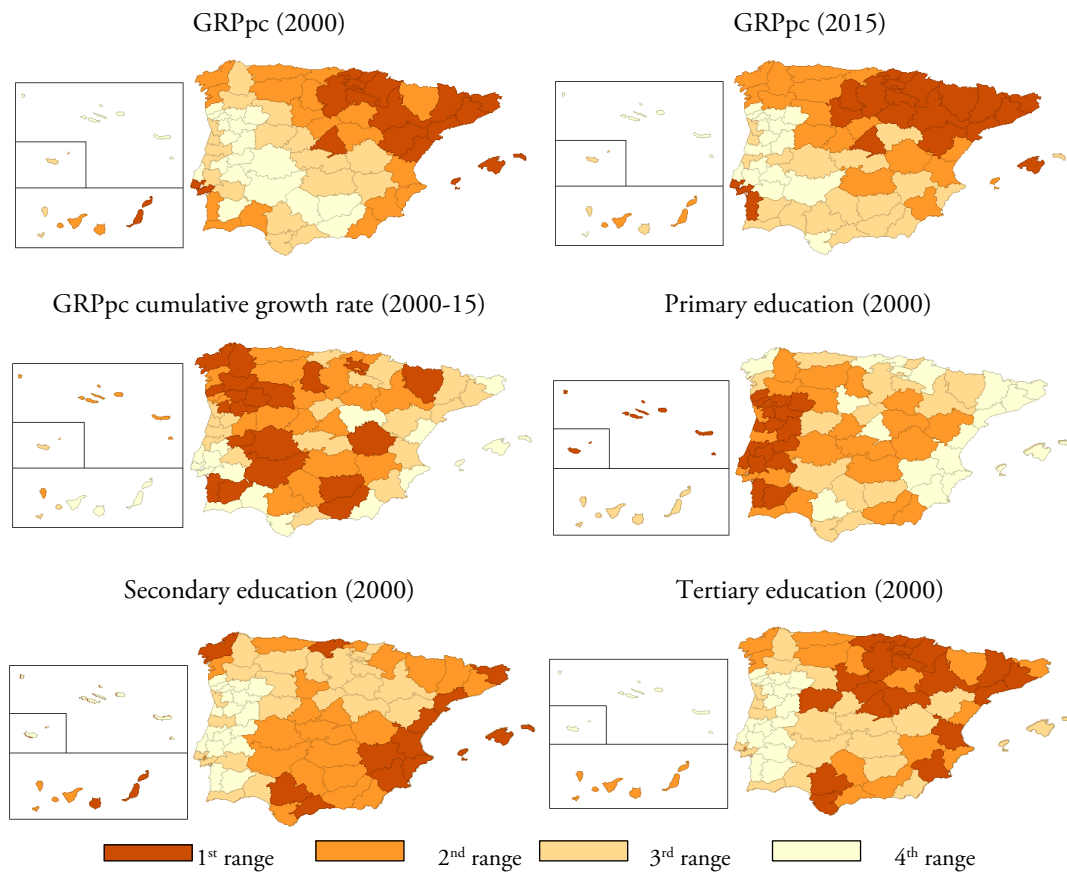 GRPpc (2000)
GRPpc (2015)
GRPpc cumulative growth rate (2000-15)
Primary education (2000)
Secondary education (2000)
Tertiary education (2000)
1st range
2nd range
3rd range
4th range